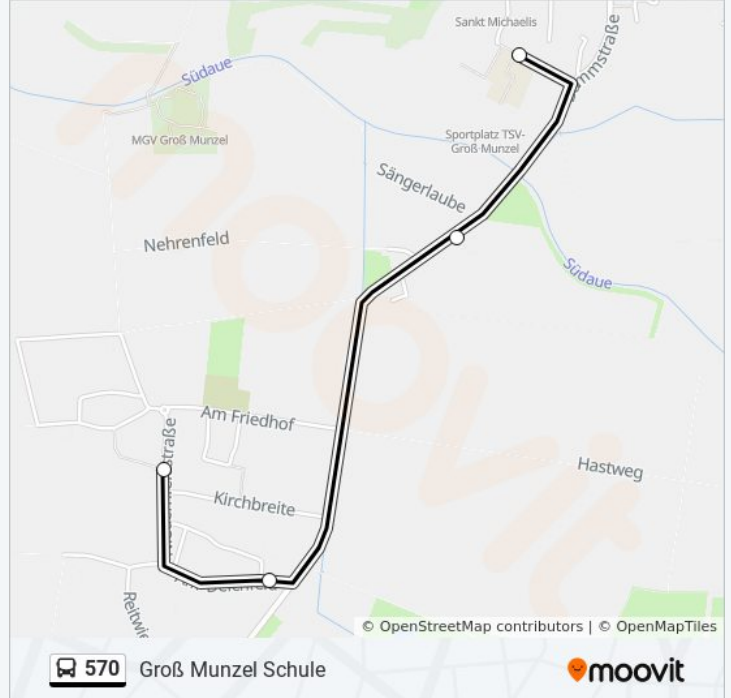 Sankt Michaelis
Südaue
MGV Groß Munzel
Sportplatz TSV-
Groß Munzel
Sängerlaube
Nehrenfeld
Südaue
Am Friedhof
Hastweg
Kirchbreite
© OpenStreetMap contributors | © OpenMapTiles
570 Groß Munzel Schule
moovit